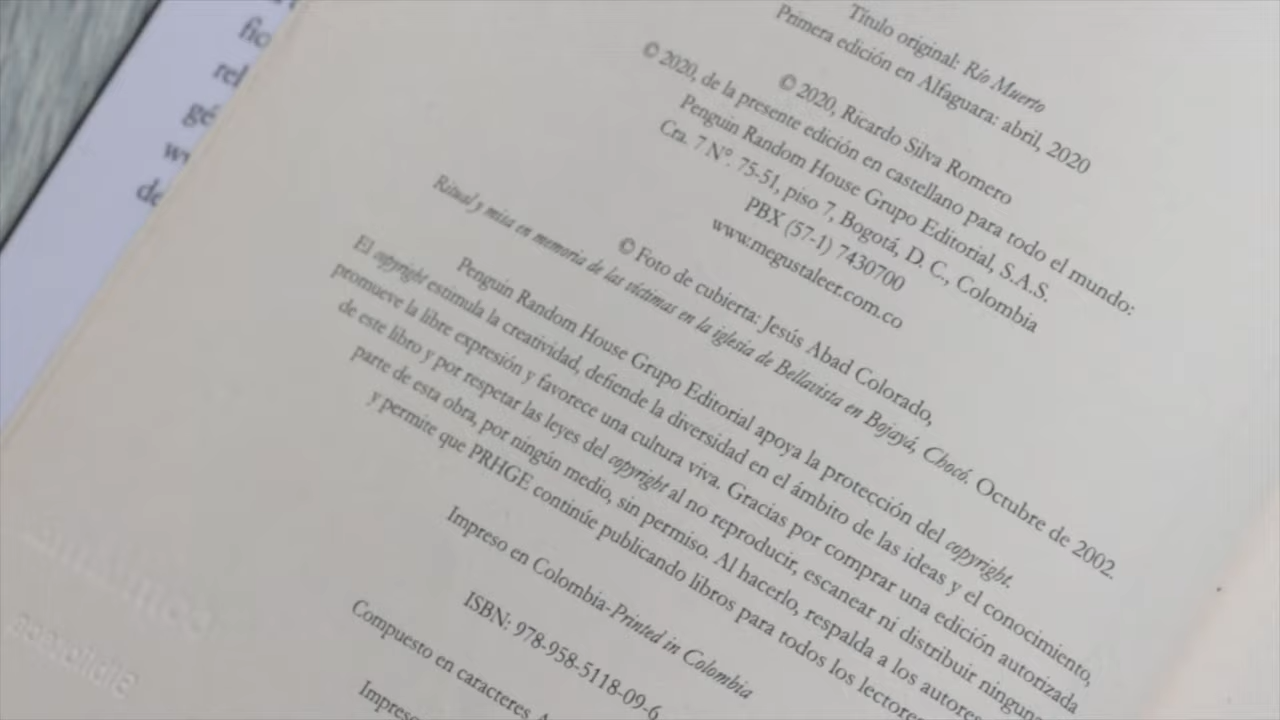 fio
rel
gé
de
Título original: Río Muerto
Primera edición en Alfaguara: abril, 2020
© 2020, Ricardo Silva Romero
© 2020, de la presente edición en castellano para todo el mundo:
Penguin Random House Grupo Editorial, S.A.S.
Cra. 7 Nº. 75-51, piso 7, Bogotá, D. C., Colombia
PBX (57-1) 7430700
www.megustaleer.com.co
© Foto de cubierta: Jesús Abad Colorado,
Ritual y misa en memoria de las víctimas en la iglesia de Bellavista en Bojayá, Chocó. Octubre de 2002.
Penguin Random House Grupo Editorial apoya la protección del copyright.
El copyright estimula la creatividad, defiende la diversidad en el ámbito de las ideas y el conocimiento,
promueve la libre expresión y favorece una cultura viva. Gracias por comprar una edición autorizada
de este libro y por respetar las leyes del copyright al no reproducir, escanear ni distribuir ninguna
parte de esta obra, por ningún medio, sin permiso. Al hacerlo, respalda a los autores
y permite que PRHGE continúe publicando libros para todos los lectores
Impreso en Colombia-Printed in Colombia
ISBN: 978-958-5118-09-6
Compuesto en caracteres
Impreso